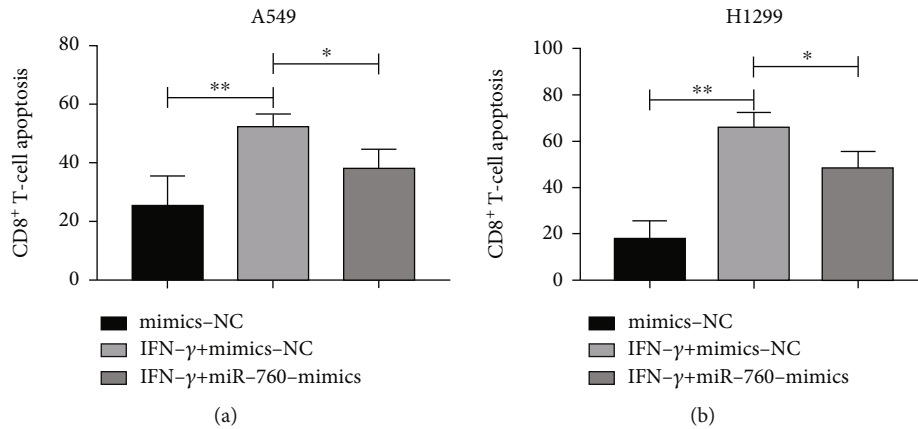 A549
CD8⁺ T-cell apoptosis
80
60
40
20
0
**
*
mimics–NC
IFN–γ+mimics–NC
IFN–γ+miR–760–mimics
(a)
H1299
CD8⁺ T-cell apoptosis
100
80
60
40
20
0
**
*
mimics–NC
IFN–γ+mimics–NC
IFN–γ+miR–760–mimics
(b)